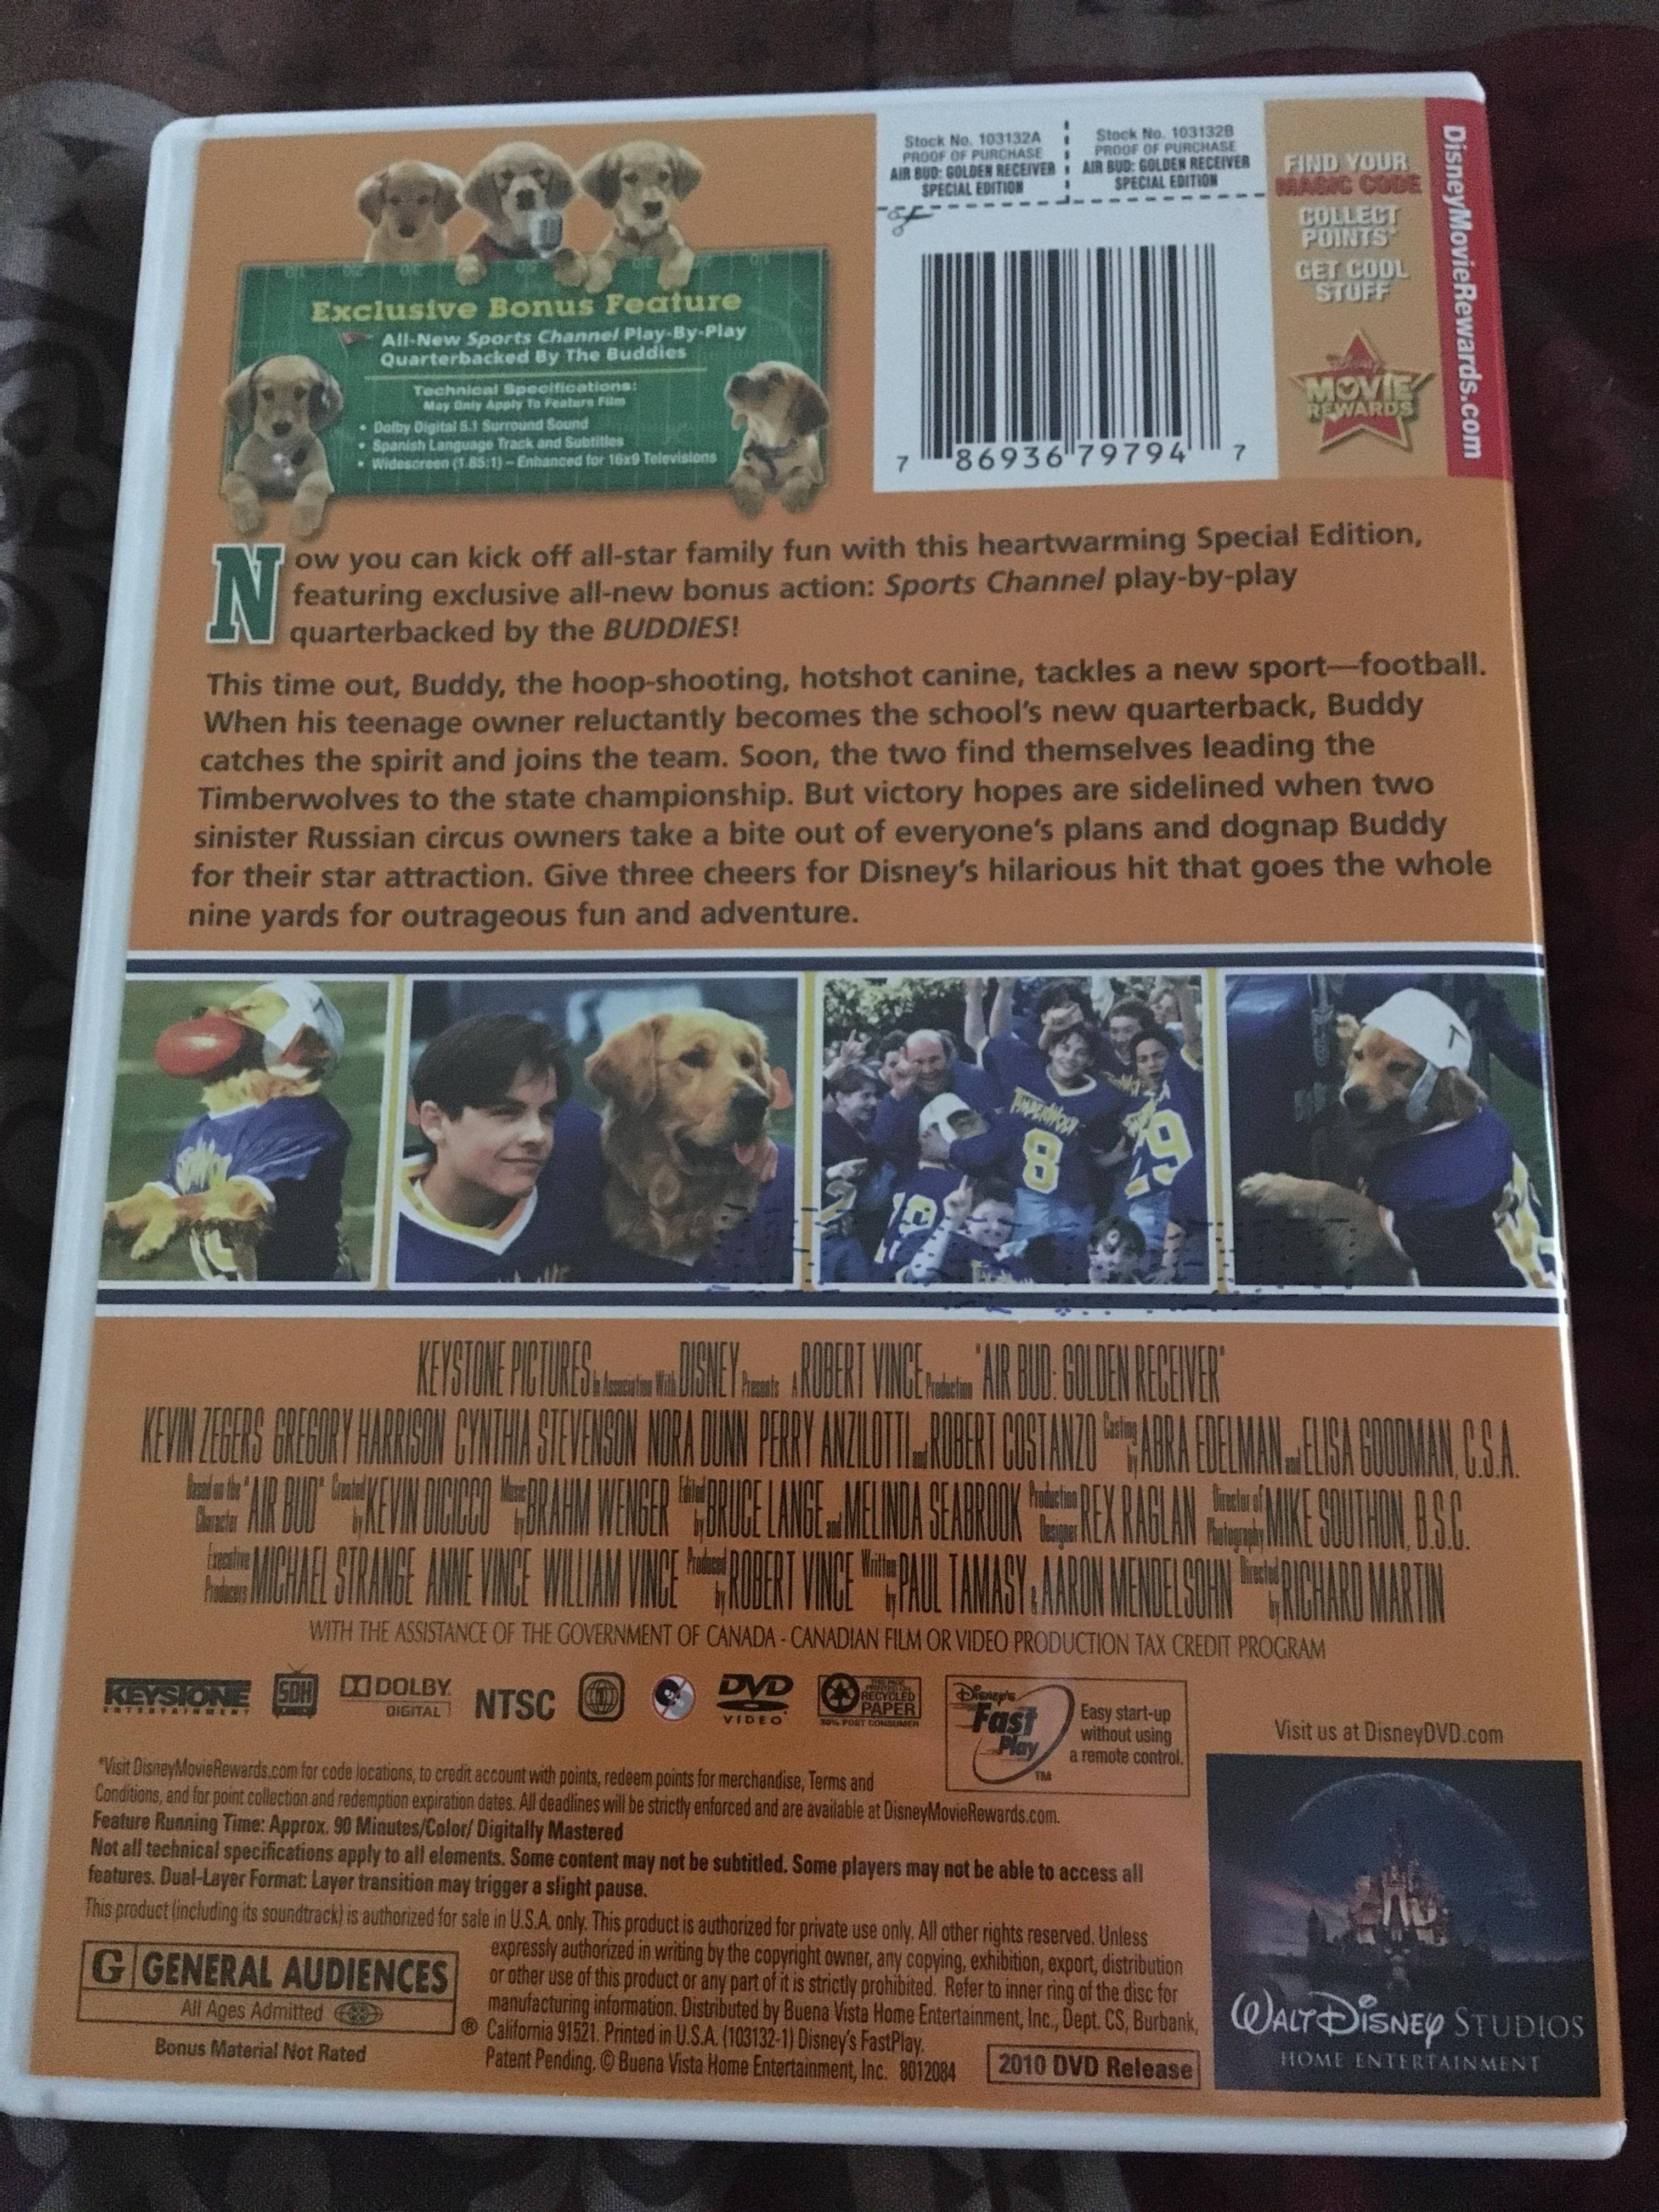 Stock No. 103132A
PROOF OF PURCHASE
AIR BUD: GOLDEN RECEIVER
SPECIAL EDITION
Stock No. 103132B
PROOF OF PURCHASE
AIR BUD: GOLDEN RECEIVER
SPECIAL EDITION
FIND YOUR
MAGIC CODE
COLLECT
POINTS*
GET COOL
STUFF
Disney
MOVIE
REWARDS
DisneyMovieRewards.com
7 86936 79794 7
Exclusive Bonus Feature
All-New Sports Channel Play-By-Play
Quarterbacked By The Buddies
Technical Specifications:
May Only Apply To Feature Film
• Dolby Digital 5.1 Surround Sound
• Spanish Language Track and Subtitles
• Widescreen (1.85:1) – Enhanced for 16x9 Televisions
Now you can kick off all-star family fun with this heartwarming Special Edition,
featuring exclusive all-new bonus action: Sports Channel play-by-play
quarterbacked by the BUDDIES!
This time out, Buddy, the hoop-shooting, hotshot canine, tackles a new sport—football.
When his teenage owner reluctantly becomes the school's new quarterback, Buddy
catches the spirit and joins the team. Soon, the two find themselves leading the
Timberwolves to the state championship. But victory hopes are sidelined when two
sinister Russian circus owners take a bite out of everyone's plans and dognap Buddy
for their star attraction. Give three cheers for Disney's hilarious hit that goes the whole
nine yards for outrageous fun and adventure.
T
8
29
KEYSTONE PICTURES In Association With DISNEY Presents A ROBERT VINCE Production "AIR BUD: GOLDEN RECEIVER"
KEVIN ZEGERS GREGORY HARRISON CYNTHIA STEVENSON NORA DUNN PERRY ANZILOTTI and ROBERT COSTANZO Casting by ABRA EDELMAN and ELISA GOODMAN, C.S.A.
Based on the Character "AIR BUD" Created by KEVIN DICICCO Music by BRAHM WENGER Edited by BRUCE LANGE and MELINDA SEABROOK Production Designer REX RAGLAN Director of Photography MIKE SOUTHON, B.S.C.
Executive Producers MICHAEL STRANGE ANNE VINCE WILLIAM VINCE Produced by ROBERT VINCE Written by PAUL TAMASY & AARON MENDELSOHN Directed by RICHARD MARTIN
WITH THE ASSISTANCE OF THE GOVERNMENT OF CANADA - CANADIAN FILM OR VIDEO PRODUCTION TAX CREDIT PROGRAM
KEYSTONE
ENTERTAINMENT
SDH
DOLBY
DIGITAL
NTSC
DVD
VIDEO
RECYCLED
PAPER
30% POST CONSUMER
Disney's
Fast
Play
TM
Easy start-up
without using
a remote control.
Visit us at DisneyDVD.com
*Visit DisneyMovieRewards.com for code locations, to credit account with points, redeem points for merchandise, Terms and
Conditions, and for point collection and redemption expiration dates. All deadlines will be strictly enforced and are available at DisneyMovieRewards.com.
Feature Running Time: Approx. 90 Minutes/Color/ Digitally Mastered
Not all technical specifications apply to all elements. Some content may not be subtitled. Some players may not be able to access all
features. Dual-Layer Format: Layer transition may trigger a slight pause.
This product (including its soundtrack) is authorized for sale in U.S.A. only. This product is authorized for private use only. All other rights reserved. Unless
expressly authorized in writing by the copyright owner, any copying, exhibition, export, distribution
or other use of this product or any part of it is strictly prohibited. Refer to inner ring of the disc for
manufacturing information. Distributed by Buena Vista Home Entertainment, Inc., Dept. CS, Burbank,
California 91521. Printed in U.S.A. (103132-1) Disney's FastPlay.
Patent Pending. © Buena Vista Home Entertainment, Inc. 8012084
G GENERAL AUDIENCES
All Ages Admitted
®
Bonus Material Not Rated
2010 DVD Release
WALT DISNEY STUDIOS
HOME ENTERTAINMENT